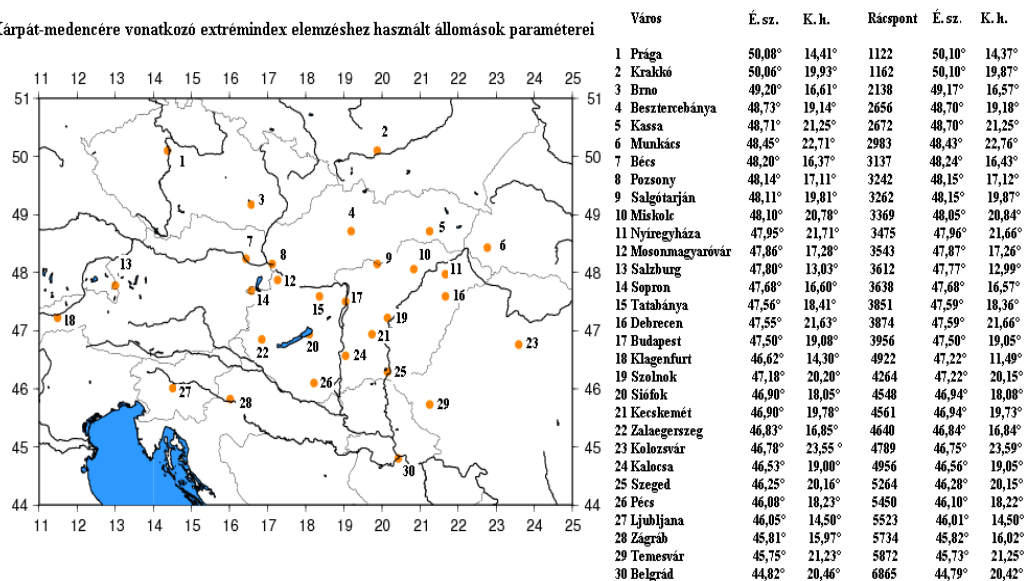 Kárpát-medencére vonatkozó extrémindex elemzéshez használt állomások paraméterei
11 12 13 14 15 16 17 18 19 20 21 22 23 24 25
51
50
49
48
47
46
45
44
11 12 13 14 15 16 17 18 19 20 21 22 23 24 25
51
50
49
48
47
46
45
44
1
2
3
4
5
6
7
8
9
10
11
12
13
14
15
16
17
18
19
20
21
22
23
24
25
26
27
28
29
30
Város É. sz. K. h. Rácspont É. sz. K. h.
1 Prága 50,08° 14,41° 1122 50,10° 14,37°
2 Krakkó 50,06° 19,93° 1162 50,10° 19,87°
3 Brno 49,20° 16,61° 2138 49,17° 16,57°
4 Besztercebánya 48,73° 19,14° 2656 48,70° 19,18°
5 Kassa 48,71° 21,25° 2672 48,70° 21,25°
6 Munkács 48,45° 22,71° 2983 48,43° 22,76°
7 Bécs 48,20° 16,37° 3137 48,24° 16,43°
8 Pozsony 48,14° 17,11° 3242 48,15° 17,12°
9 Salgótarján 48,11° 19,81° 3262 48,15° 19,87°
10 Miskolc 48,10° 20,78° 3369 48,05° 20,84°
11 Nyíregyháza 47,95° 21,71° 3475 47,96° 21,66°
12 Mosonmagyaróvár 47,86° 17,28° 3543 47,87° 17,26°
13 Salzburg 47,80° 13,03° 3612 47,77° 12,99°
14 Sopron 47,68° 16,60° 3638 47,68° 16,57°
15 Tatabánya 47,56° 18,41° 3851 47,59° 18,36°
16 Debrecen 47,55° 21,63° 3874 47,59° 21,66°
17 Budapest 47,50° 19,08° 3956 47,50° 19,05°
18 Klagenfurt 46,62° 14,30° 4922 47,22° 11,49°
19 Szolnok 47,18° 20,20° 4264 47,22° 20,15°
20 Siófok 46,90° 18,05° 4548 46,94° 18,08°
21 Kecskemét 46,90° 19,78° 4561 46,94° 19,73°
22 Zalaegerszeg 46,83° 16,85° 4640 46,84° 16,84°
23 Kolozsvár 46,78° 23,55 ° 4789 46,75° 23,59°
24 Kalocsa 46,53° 19,00° 4956 46,56° 19,05°
25 Szeged 46,25° 20,16° 5264 46,28° 20,15°
26 Pécs 46,08° 18,23° 5450 46,10° 18,22°
27 Ljubljana 46,05° 14,50° 5523 46,01° 14,50°
28 Zágráb 45,81° 15,97° 5734 45,82° 16,02°
29 Temesvár 45,75° 21,23° 5872 45,73° 21,25°
30 Belgrád 44,82° 20,46° 6865 44,79° 20,42°